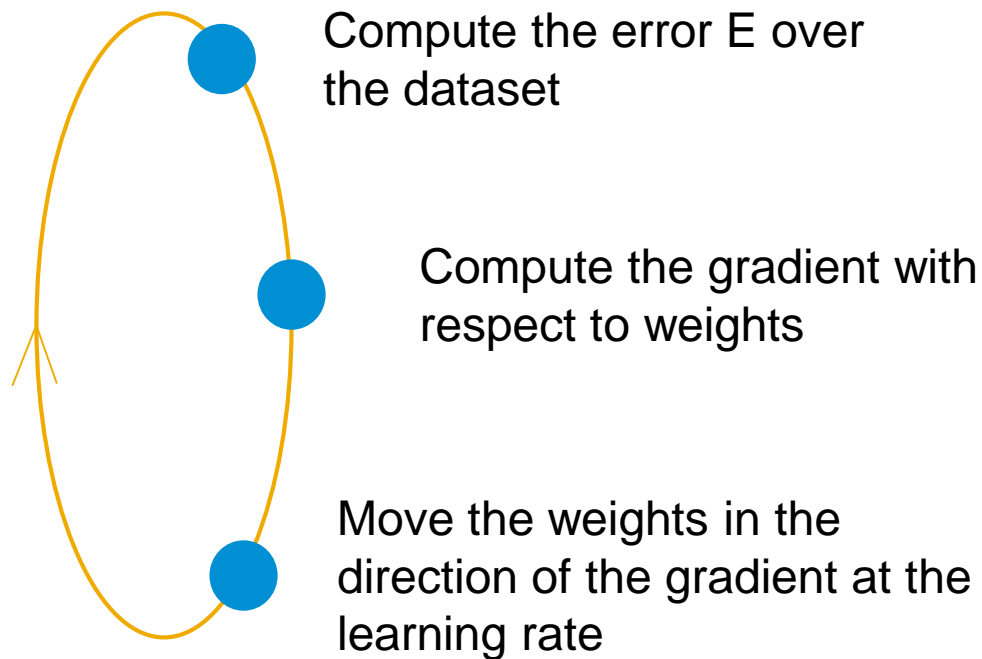 Compute the error E over
the dataset
Compute the gradient with
respect to weights
Move the weights in the
direction of the gradient at the
learning rate